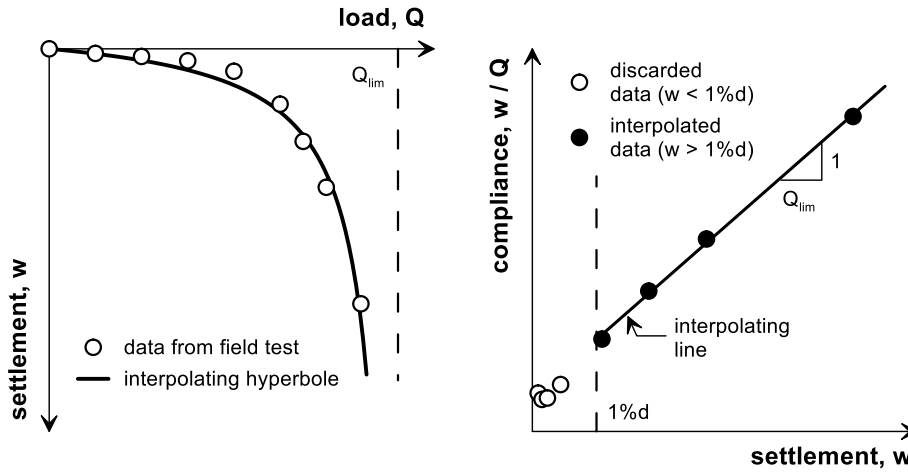 load, Q
Q_lim
settlement, w
data from field test
interpolating hyperbole
compliance, w / Q
discarded
data (w < 1%d)
interpolated
data (w > 1%d)
1
Q_lim
interpolating
line
1%d
settlement, w